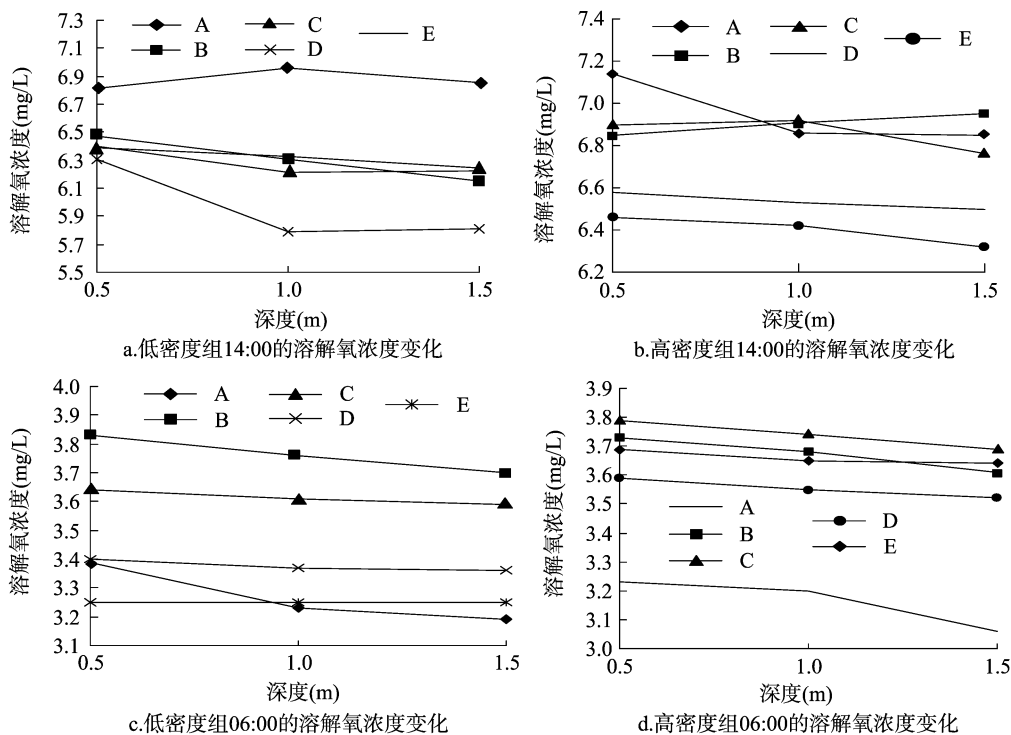 7.3
7.1
6.9
6.7
6.5
6.3
6.1
5.9
5.7
5.5
溶解氧浓度(mg/L)
A
B
C
D
E
0.5
1.0
1.5
深度(m)
a.低密度组14:00的溶解氧浓度变化
7.4
7.2
7.0
6.8
6.6
6.4
6.2
溶解氧浓度(mg/L)
A
B
C
D
E
0.5
1.0
1.5
深度(m)
b.高密度组14:00的溶解氧浓度变化
4.0
3.9
3.8
3.7
3.6
3.5
3.4
3.3
3.2
3.1
溶解氧浓度(mg/L)
A
B
C
D
E
0.5
1.0
1.5
深度(m)
c.低密度组06:00的溶解氧浓度变化
3.9
3.8
3.7
3.6
3.5
3.4
3.3
3.2
3.1
3.0
溶解氧浓度(mg/L)
A
B
C
D
E
0.5
1.0
1.5
深度(m)
d.高密度组06:00的溶解氧浓度变化